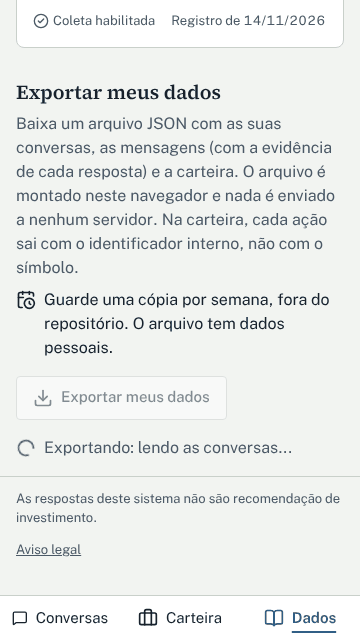 Coleta habilitada Registro de 14/11/2026
Exportar meus dados
Baixa um arquivo JSON com as suas
conversas, as mensagens (com a evidência
de cada resposta) e a carteira. O arquivo é
montado neste navegador e nada é enviado
a nenhum servidor. Na carteira, cada ação
sai com o identificador interno, não com o
símbolo.
Guarde uma cópia por semana, fora do
repositório. O arquivo tem dados
pessoais.
Exportar meus dados
Exportando: lendo as conversas...
As respostas deste sistema não são recomendação de
investimento.
Aviso legal
Conversas Carteira Dados